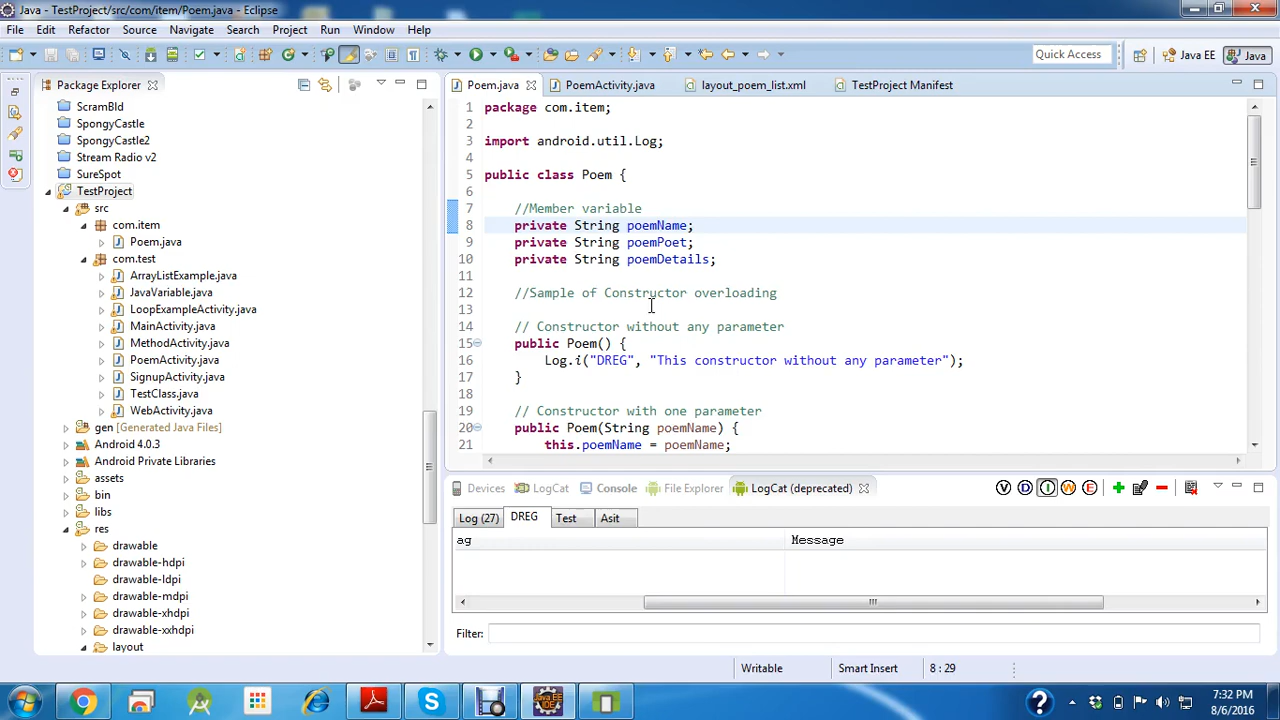 Java - TestProject/src/com/item/Poem.java - Eclipse
File Edit Refactor Source Navigate Search Project Run Window Help
Quick Access Java EE Java
Package Explorer
ScramBld
SpongyCastle
SpongyCastle2
Stream Radio v2
SureSpot
TestProject
src
com.item
Poem.java
com.test
ArrayListExample.java
JavaVariable.java
LoopExampleActivity.java
MainActivity.java
MethodActivity.java
PoemActivity.java
SignupActivity.java
TestClass.java
WebActivity.java
gen [Generated Java Files]
Android 4.0.3
Android Private Libraries
assets
bin
libs
res
drawable
drawable-hdpi
drawable-ldpi
drawable-mdpi
drawable-xhdpi
drawable-xxhdpi
layout
Poem.java PoemActivity.java layout_poem_list.xml TestProject Manifest
1 package com.item;
2
3 import android.util.Log;
4
5 public class Poem {
6
7 //Member variable
8 private String poemName;
9 private String poemPoet;
10 private String poemDetails;
11
12 //Sample of Constructor overloading
13
14 // Constructor without any parameter
15 public Poem() {
16 Log.i("DREG", "This constructor without any parameter");
17 }
18
19 // Constructor with one parameter
20 public Poem(String poemName) {
21 this.poemName = poemName;
Devices LogCat Console File Explorer LogCat (deprecated)
V D I W E
Log (27) DREG Test Asit
ag Message
Filter:
Writable Smart Insert 8 : 29
7:32 PM
8/6/2016